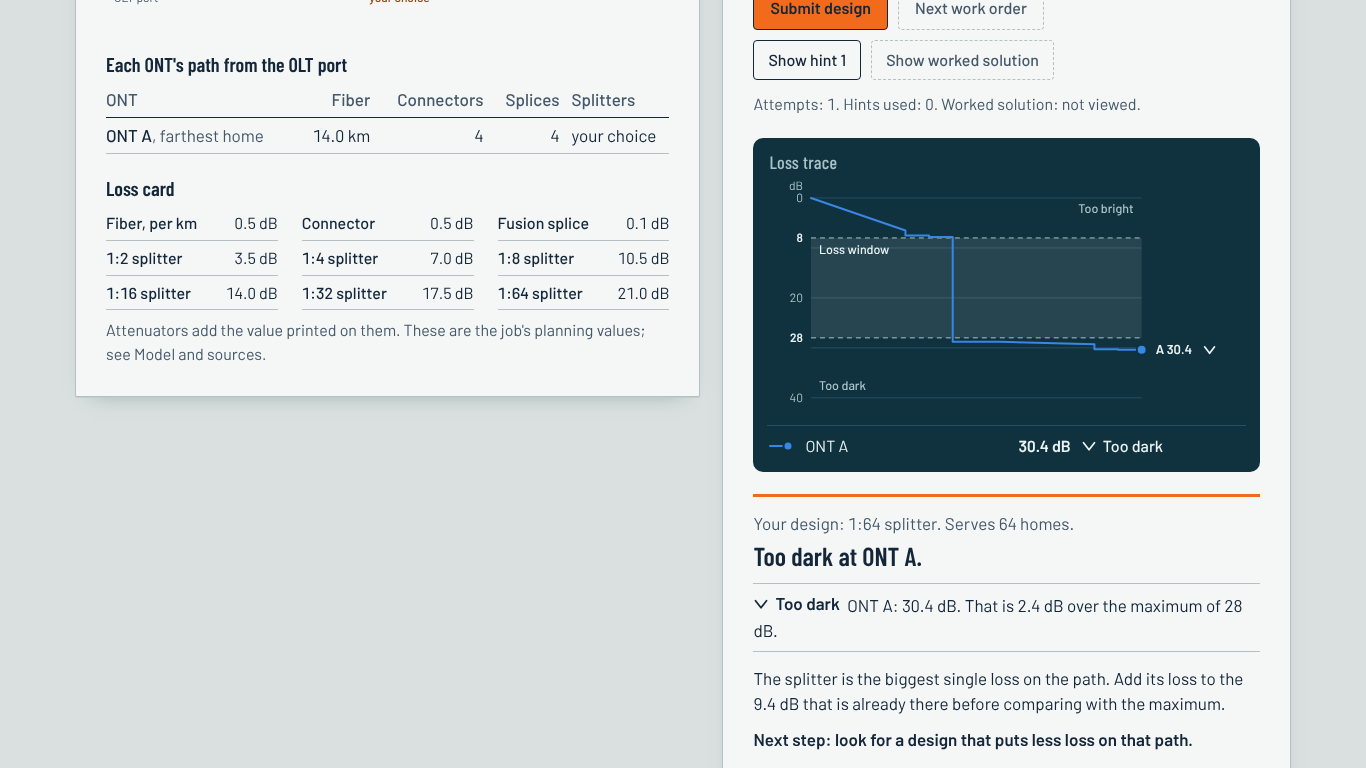 Each ONT's path from the OLT port
ONT Fiber Connectors Splices Splitters
ONT A, farthest home 14.0 km 4 4 your choice
Loss card
Fiber, per km 0.5 dB Connector 0.5 dB Fusion splice 0.1 dB
1:2 splitter 3.5 dB 1:4 splitter 7.0 dB 1:8 splitter 10.5 dB
1:16 splitter 14.0 dB 1:32 splitter 17.5 dB 1:64 splitter 21.0 dB
Attenuators add the value printed on them. These are the job's planning values;
see Model and sources.
Submit design Next work order
Show hint 1 Show worked solution
Attempts: 1. Hints used: 0. Worked solution: not viewed.
Loss trace
dB
0
Too bright
8
Loss window
20
28
A 30.4
Too dark
40
ONT A 30.4 dB Too dark
Your design: 1:64 splitter. Serves 64 homes.
Too dark at ONT A.
Too dark ONT A: 30.4 dB. That is 2.4 dB over the maximum of 28
dB.
The splitter is the biggest single loss on the path. Add its loss to the
9.4 dB that is already there before comparing with the maximum.
Next step: look for a design that puts less loss on that path.